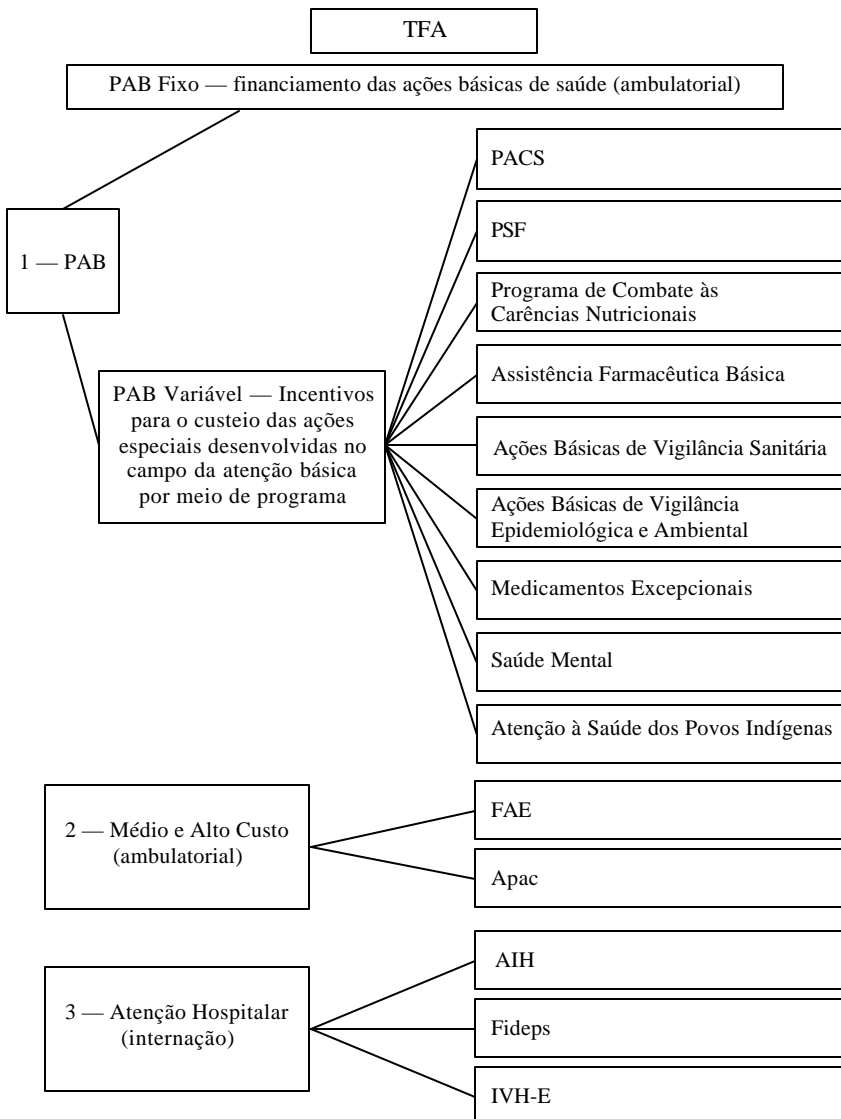 TFA
PAB Fixo — financiamento das ações básicas de saúde (ambulatorial)
1 — PAB
PAB Variável — Incentivos
para o custeio das ações
especiais desenvolvidas no
campo da atenção básica
por meio de programa
PACS
PSF
Programa de Combate às
Carências Nutricionais
Assistência Farmacêutica Básica
Ações Básicas de Vigilância Sanitária
Ações Básicas de Vigilância
Epidemiológica e Ambiental
Medicamentos Excepcionais
Saúde Mental
Atenção à Saúde dos Povos Indígenas
2 — Médio e Alto Custo
(ambulatorial)
FAE
Apac
3 — Atenção Hospitalar
(internação)
AIH
Fideps
IVH-E